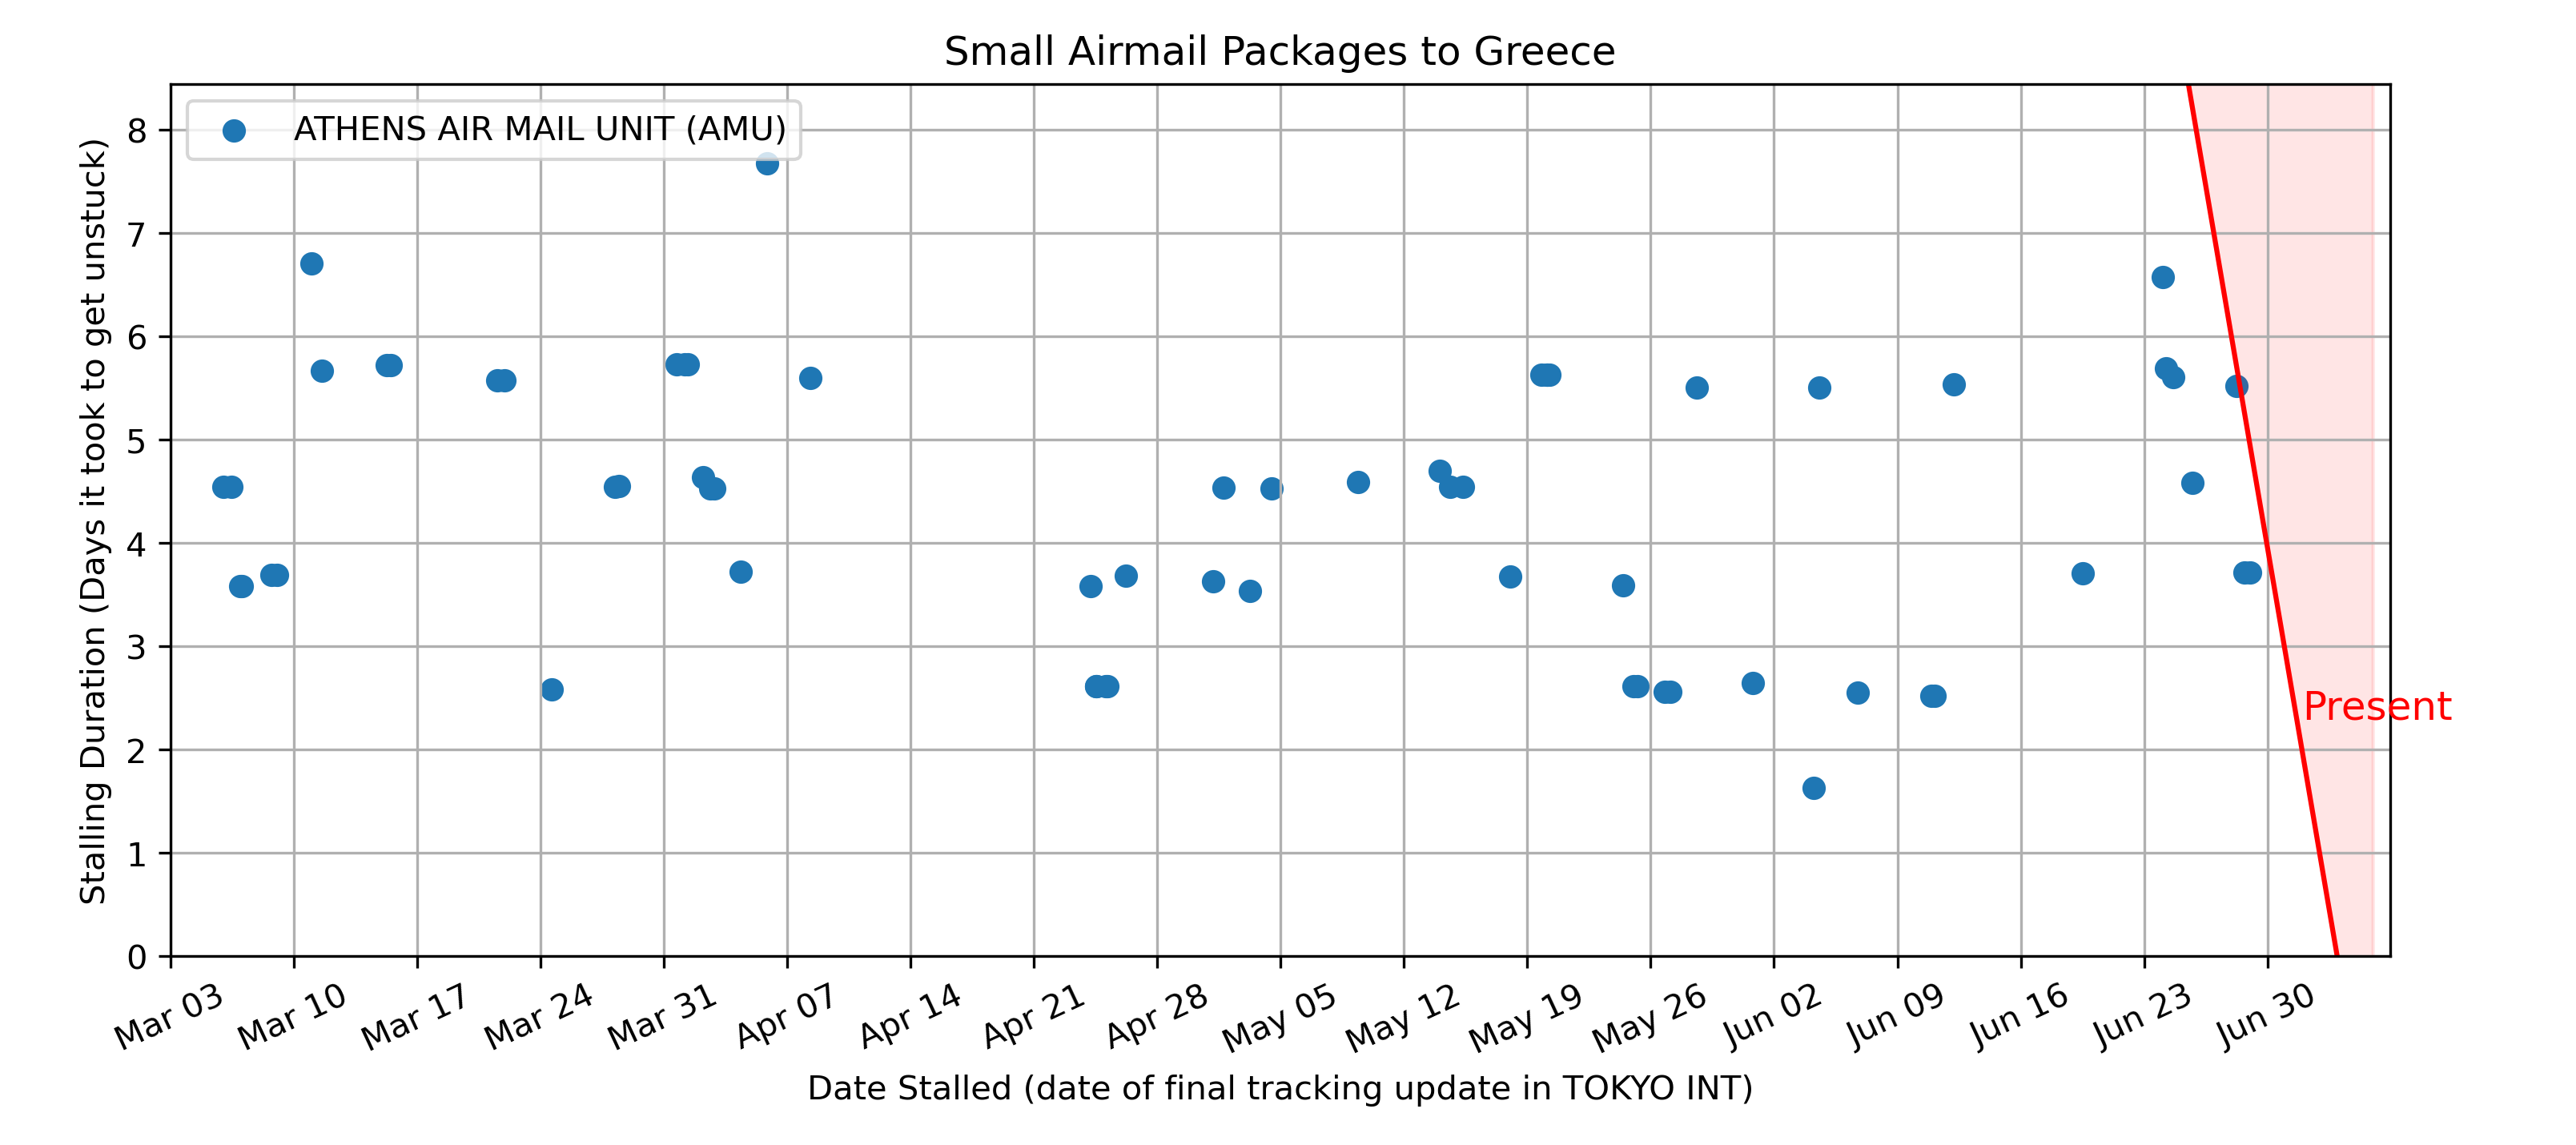 Small Airmail Packages to Greece
ATHENS AIR MAIL UNIT (AMU)
Stalling Duration (Days it took to get unstuck)
8
7
6
5
4
3
2
1
0
Present
Mar 03
Mar 10
Mar 17
Mar 24
Mar 31
Apr 07
Apr 14
Apr 21
Apr 28
May 05
May 12
May 19
May 26
Jun 02
Jun 09
Jun 16
Jun 23
Jun 30
Date Stalled (date of final tracking update in TOKYO INT)